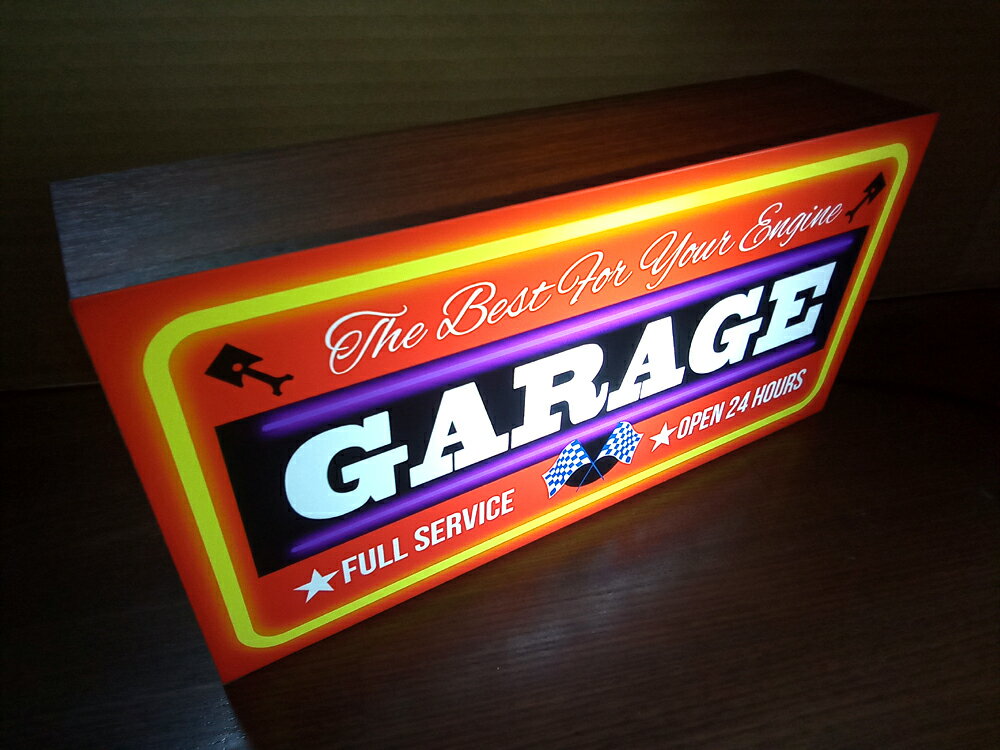 The Best For Your Engine
GARAGE
FULL SERVICE
OPEN 24 HOURS